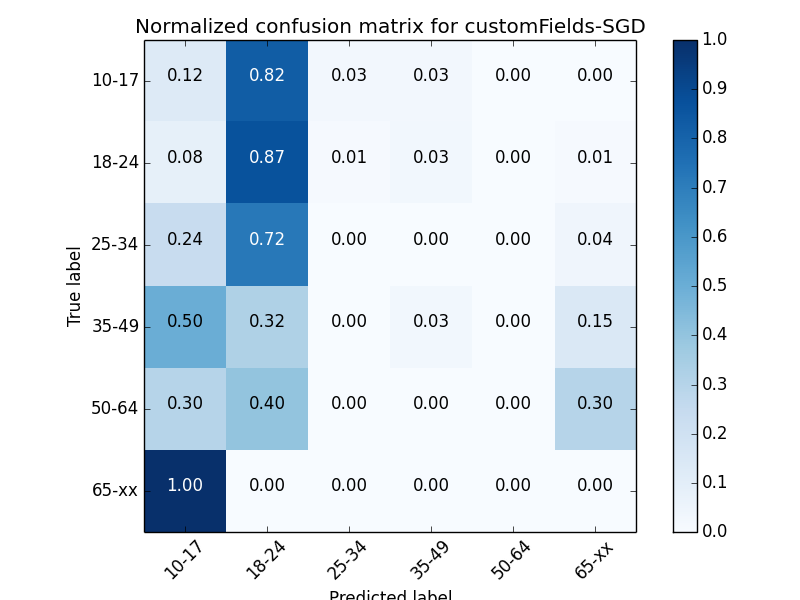 Normalized confusion matrix for customFields-SGD
1.0
10-17 0.12 0.82 0.03 0.03 0.00 0.00
0.9
0.8
18-24 0.08 0.87 0.01 0.03 0.00 0.01
0.7
0.6
25-34 0.24 0.72 0.00 0.00 0.00 0.04
0.5
True label
35-49 0.50 0.32 0.00 0.03 0.00 0.15
0.4
0.3
50-64 0.30 0.40 0.00 0.00 0.00 0.30
0.2
0.1
65-xx 1.00 0.00 0.00 0.00 0.00 0.00
0.0
10-17 18-24 25-34 35-49 50-64 65-xx
Predicted label